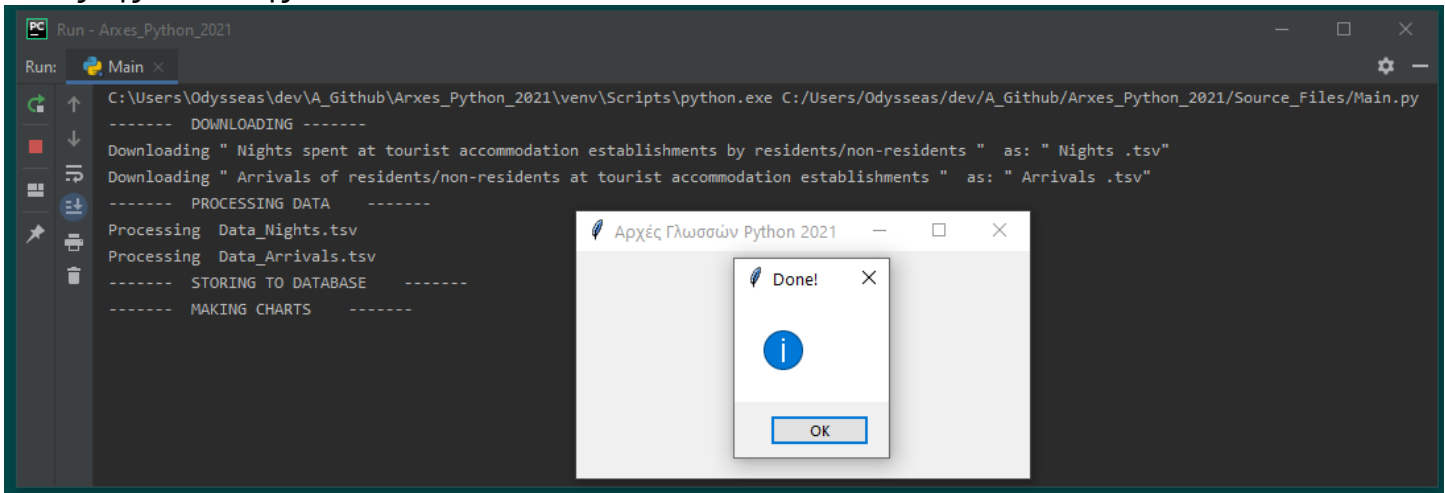 PC Run - Arxes_Python_2021
Run: Main
C:\Users\Odysseas\dev\A_Github\Arxes_Python_2021\venv\Scripts\python.exe C:/Users/Odysseas/dev/A_Github/Arxes_Python_2021/Source_Files/Main.py
------- DOWNLOADING -------
Downloading " Nights spent at tourist accommodation establishments by residents/non-residents "  as: " Nights .tsv"
Downloading " Arrivals of residents/non-residents at tourist accommodation establishments "  as: " Arrivals .tsv"
------- PROCESSING DATA -------
Processing  Data_Nights.tsv
Processing  Data_Arrivals.tsv
------- STORING TO DATABASE -------
------- MAKING CHARTS -------
Αρχές Γλωσσών Python 2021
Done!
i
OK